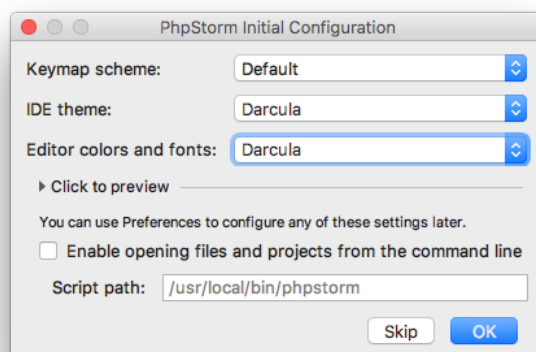 PhpStorm Initial Configuration
Keymap scheme: Default
IDE theme: Darcula
Editor colors and fonts: Darcula
Click to preview
You can use Preferences to configure any of these settings later.
Enable opening files and projects from the command line
Script path: /usr/local/bin/phpstorm
Skip OK